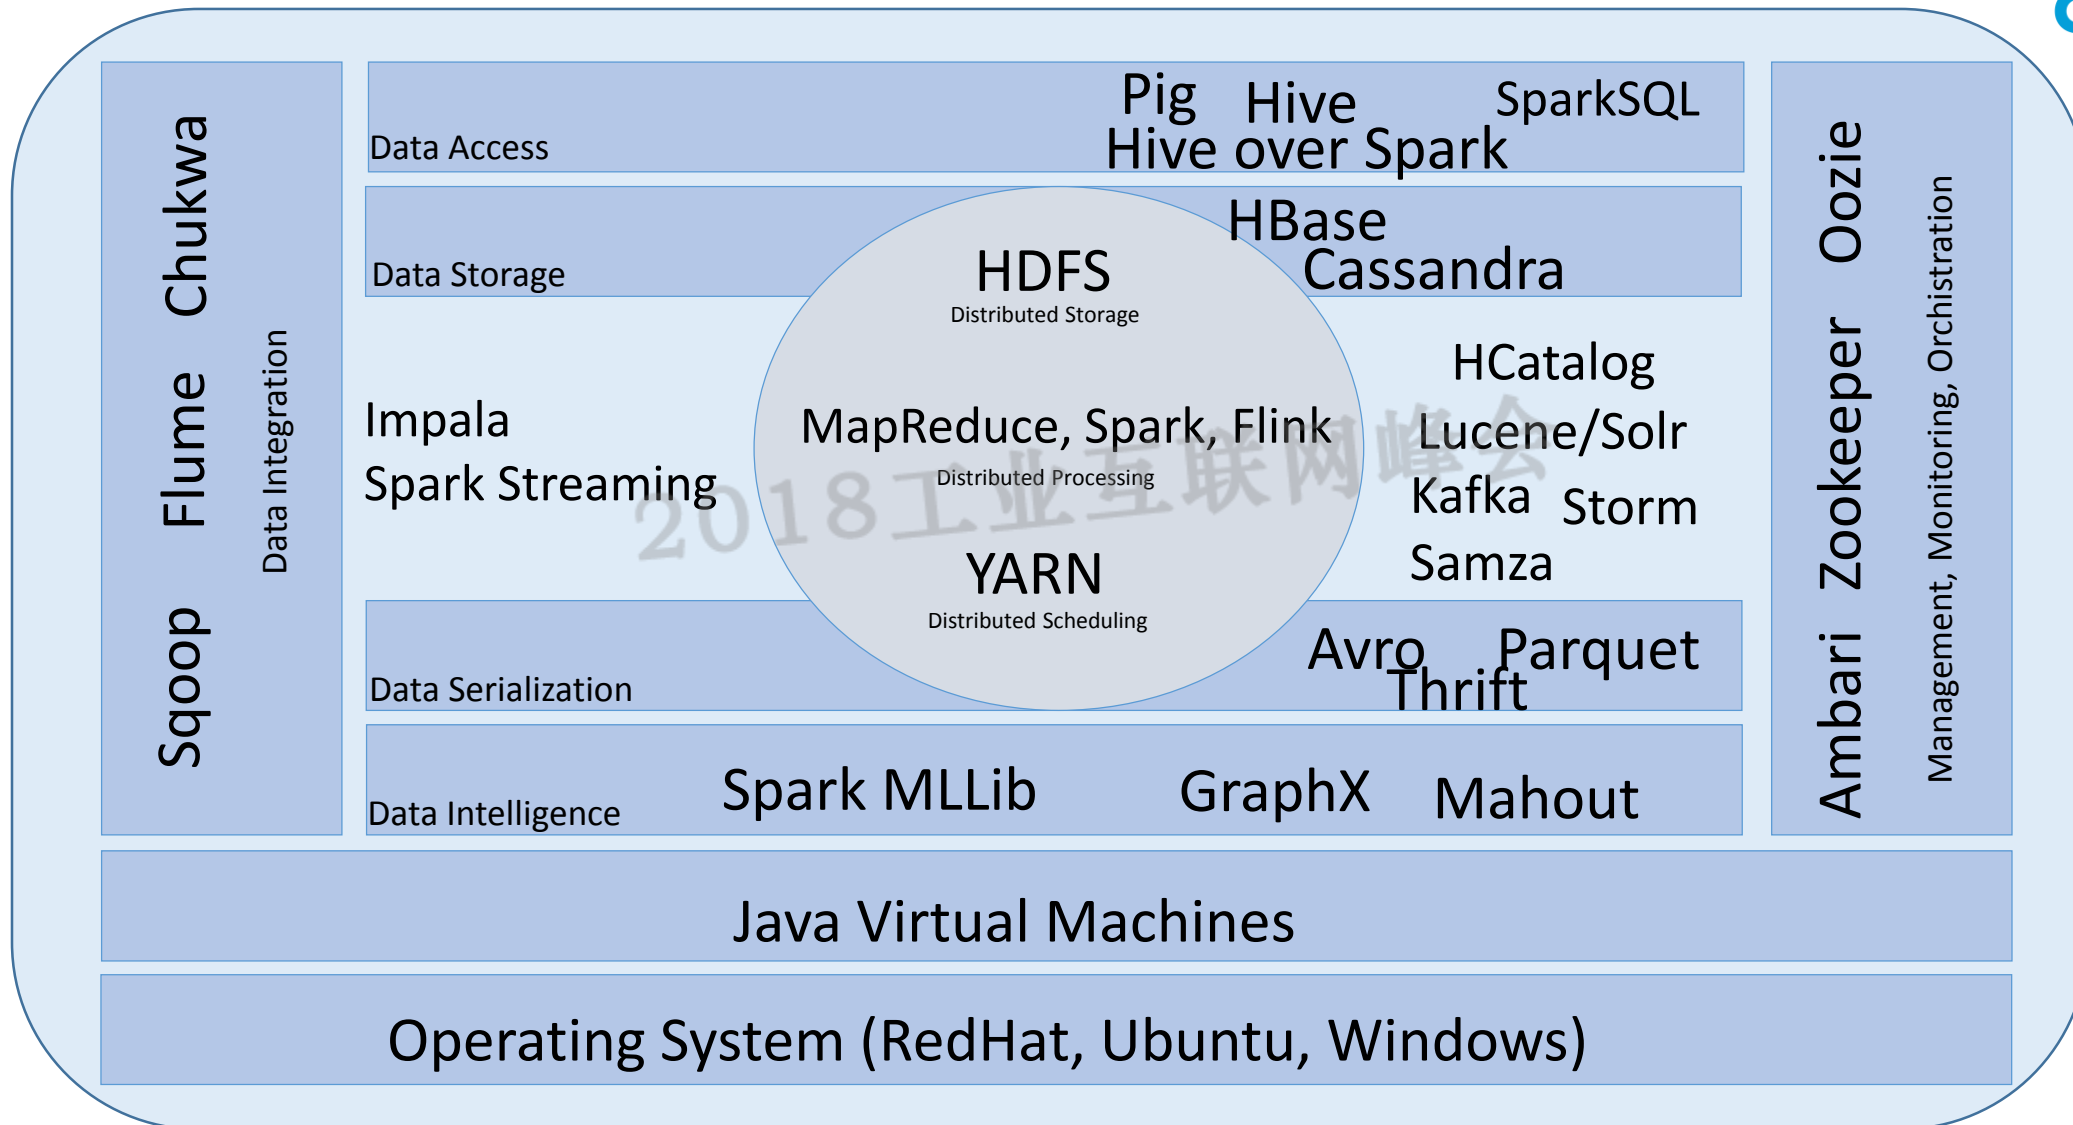 Pig Hive SparkSQL
Hive over Spark
Data Access
HBase
Cassandra
Data Storage
HDFS
Distributed Storage
MapReduce, Spark, Flink
Distributed Processing
YARN
Distributed Scheduling
Impala
Spark Streaming
HCatalog
Lucene/Solr
Kafka Storm
Samza
Avro Parquet
Thrift
Data Serialization
Spark MLLib GraphX Mahout
Data Intelligence
Sqoop Flume Chukwa
Data Integration
Ambari Zookeeper Oozie
Management, Monitoring, Orchistration
Java Virtual Machines
Operating System (RedHat, Ubuntu, Windows)
2018工业互联网峰会